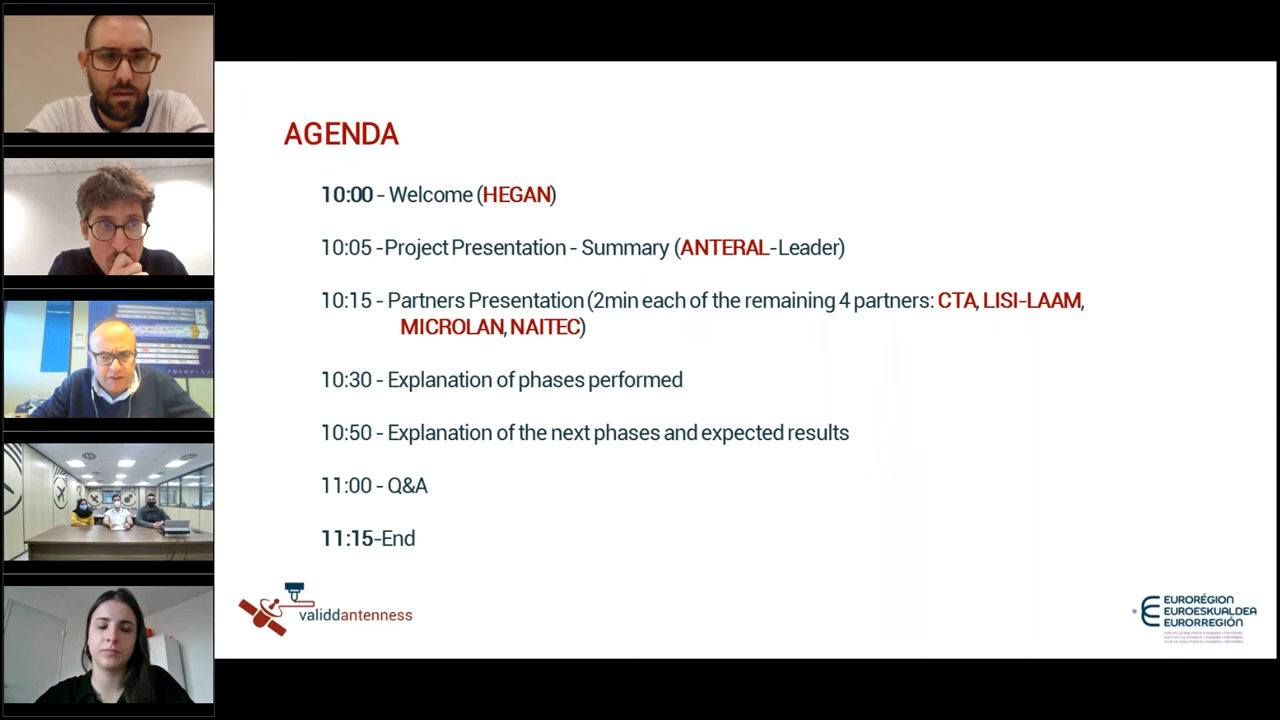 AGENDA
10:00 - Welcome (HEGAN)
10:05 -Project Presentation - Summary (ANTERAL-Leader)
10:15 - Partners Presentation (2min each of the remaining 4 partners: CTA, LISI-LAAM,
MICROLAN, NAITEC)
10:30 - Explanation of phases performed
10:50 - Explanation of the next phases and expected results
11:00 - Q&A
11:15-End
validdantenness
EURORÉGION
EUROESKUALDEA
EURORREGIÓN